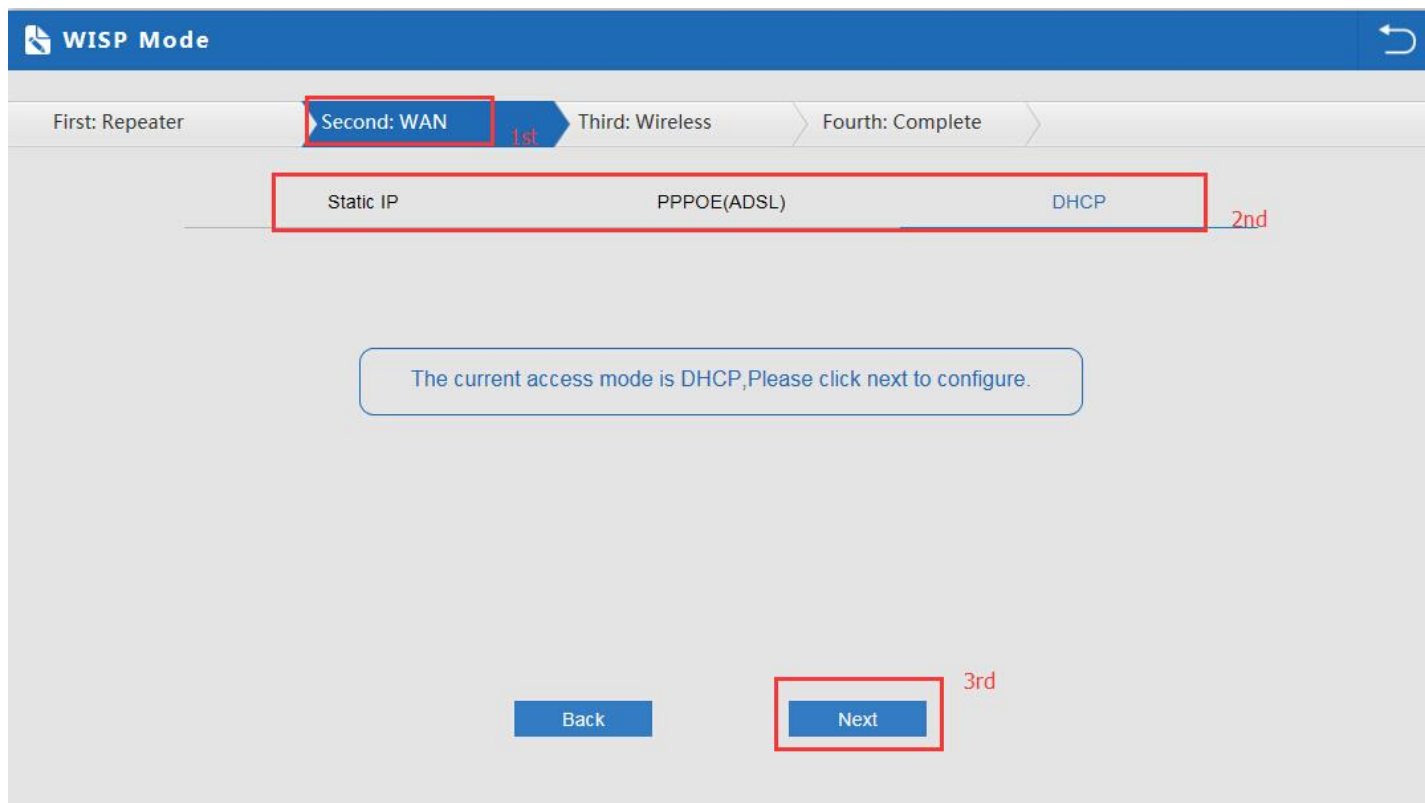 WISP Mode
First: Repeater Second: WAN 1st Third: Wireless Fourth: Complete
Static IP PPPOE(ADSL) DHCP 2nd
The current access mode is DHCP,Please click next to configure.
3rd
Back Next